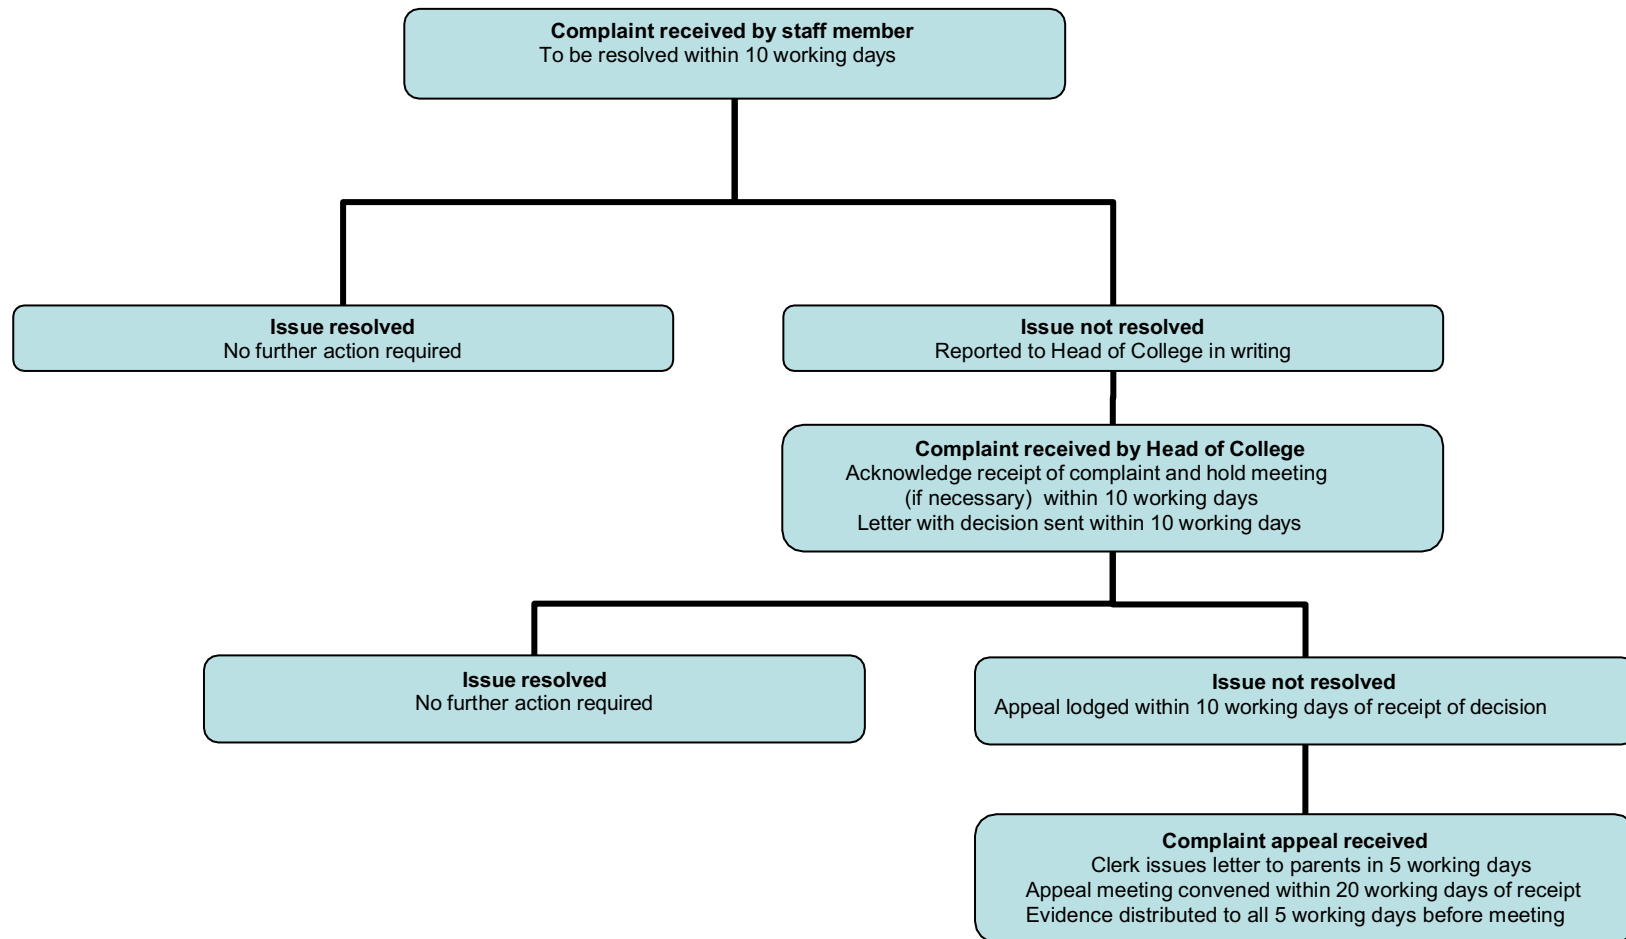 Complaint received by staff member
To be resolved within 10 working days
Issue resolved
No further action required
Issue not resolved
Reported to Head of College in writing
Complaint received by Head of College
Acknowledge receipt of complaint and hold meeting
(if necessary) within 10 working days
Letter with decision sent within 10 working days
Issue resolved
No further action required
Issue not resolved
Appeal lodged within 10 working days of receipt of decision
Complaint appeal received
Clerk issues letter to parents in 5 working days
Appeal meeting convened within 20 working days of receipt
Evidence distributed to all 5 working days before meeting